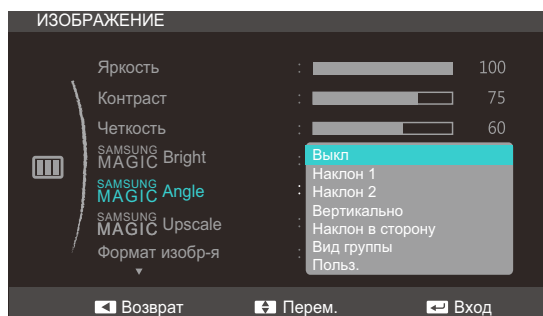 ИЗОБРАЖЕНИЕ
Яркость : 100
Контраст : 75
Четкость : 60
SAMSUNG MAGIC Bright :
Выкл
SAMSUNG MAGIC Angle :
Наклон 1
Наклон 2
Вертикально
SAMSUNG MAGIC Upscale :
Наклон в сторону
Вид группы
Формат изобр-я :
Польз.
Возврат Перем. Вход